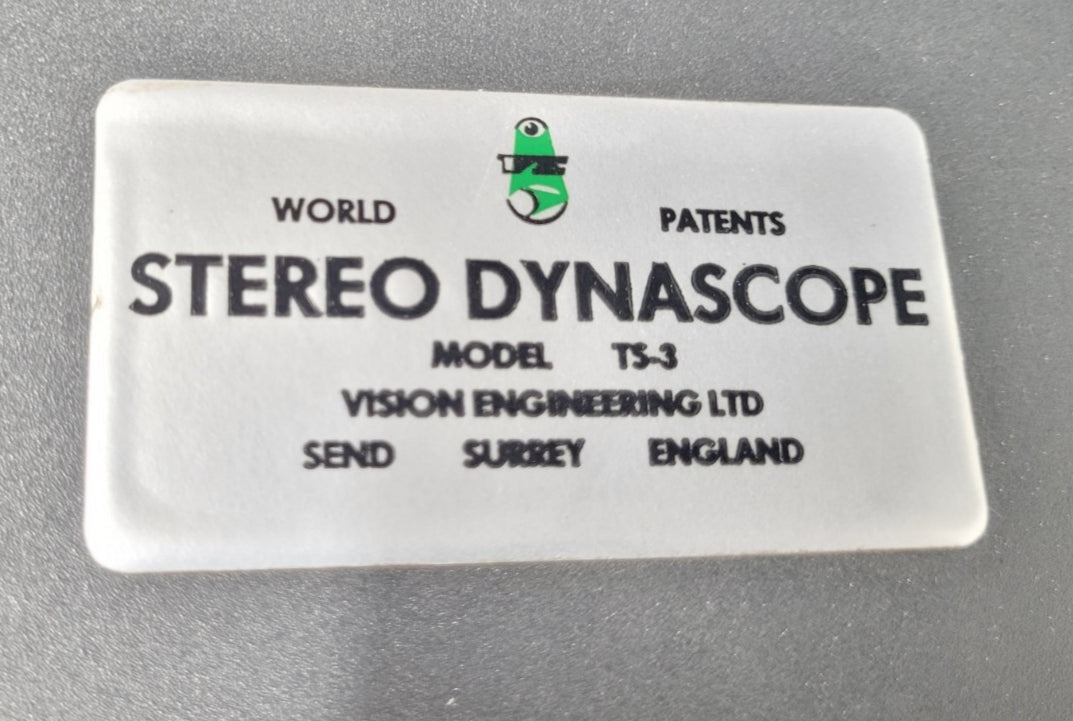 WORLD PATENTS
STEREO DYNASCOPE
MODEL TS-3
VISION ENGINEERING LTD
SEND SURREY ENGLAND